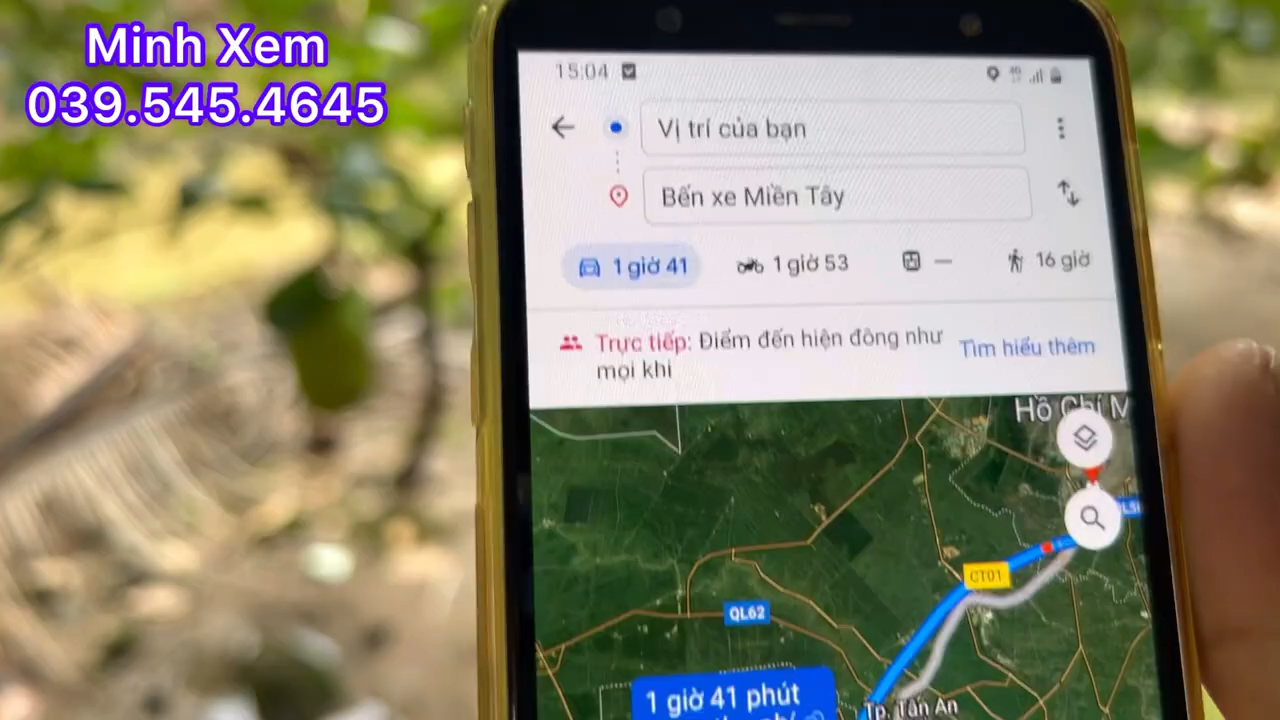 Minh Xem
039.545.4645
15:04
Vị trí của bạn
Bến xe Miền Tây
1 giờ 41
1 giờ 53
—
16 giờ
Trực tiếp: Điểm đến hiện đông như mọi khi
Tìm hiểu thêm
Hồ Chí M
CT01
QL62
1 giờ 41 phút
Tp. Tân An